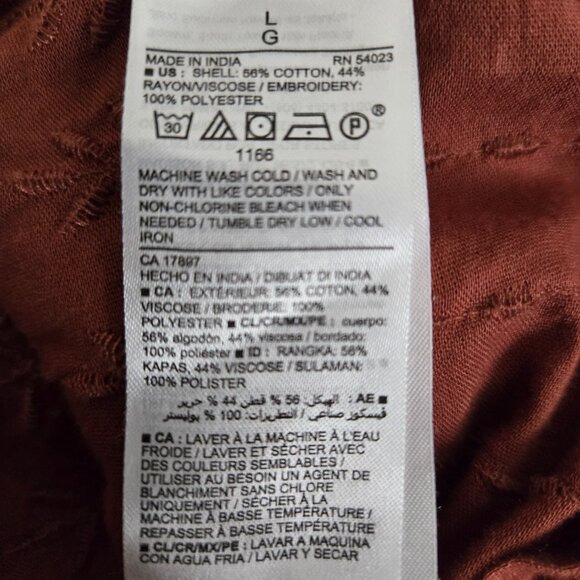 L
G
MADE IN INDIA RN 54023
■ US : SHELL: 56% COTTON, 44%
RAYON/VISCOSE / EMBROIDERY:
100% POLYESTER
30 P ®
1166
MACHINE WASH COLD / WASH AND
DRY WITH LIKE COLORS / ONLY
NON-CHLORINE BLEACH WHEN
NEEDED / TUMBLE DRY LOW / COOL
IRON
CA 17897
HECHO EN INDIA / DIBUAT DI INDIA
■ CA : EXTÉRIEUR: 56% COTTON, 44%
VISCOSE / BRODERIE: 100%
POLYESTER ■ CL/CR/MX/PE : cuerpo:
56% algodón, 44% viscosa / bordado:
100% poliéster ■ ID : RANGKA: 56%
KAPAS, 44% VISCOSE / SULAMAN:
100% POLISTER
■ AE : الهيكل: 56 % قطن 44 % حرير
فيسكوز صناعي / التطريزات: 100 % بوليستر
■ CA : LAVER À LA MACHINE À L'EAU
FROIDE / LAVER ET SÉCHER AVEC
DES COULEURS SEMBLABLES /
UTILISER AU BESOIN UN AGENT DE
BLANCHIMENT SANS CHLORE
UNIQUEMENT / SÉCHER À LA
MACHINE À BASSE TEMPÉRATURE /
REPASSER À BASSE TEMPÉRATURE
■ CL/CR/MX/PE : LAVAR A MAQUINA
CON AGUA FRIA / LAVAR Y SECAR